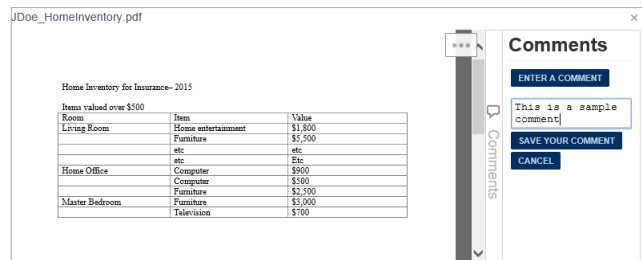 JDoe_HomeInventory.pdf ×
Home Inventory for Insurance– 2015
Items valued over $500
Room Item Value
Living Room Home entertainment $1,800
Furniture $5,500
etc etc
etc Etc
Home Office Computer $900
Computer $500
Furniture $2,500
Master Bedroom Furniture $3,000
Television $700
Comments
Comments
ENTER A COMMENT
This is a sample
comment
SAVE YOUR COMMENT
CANCEL